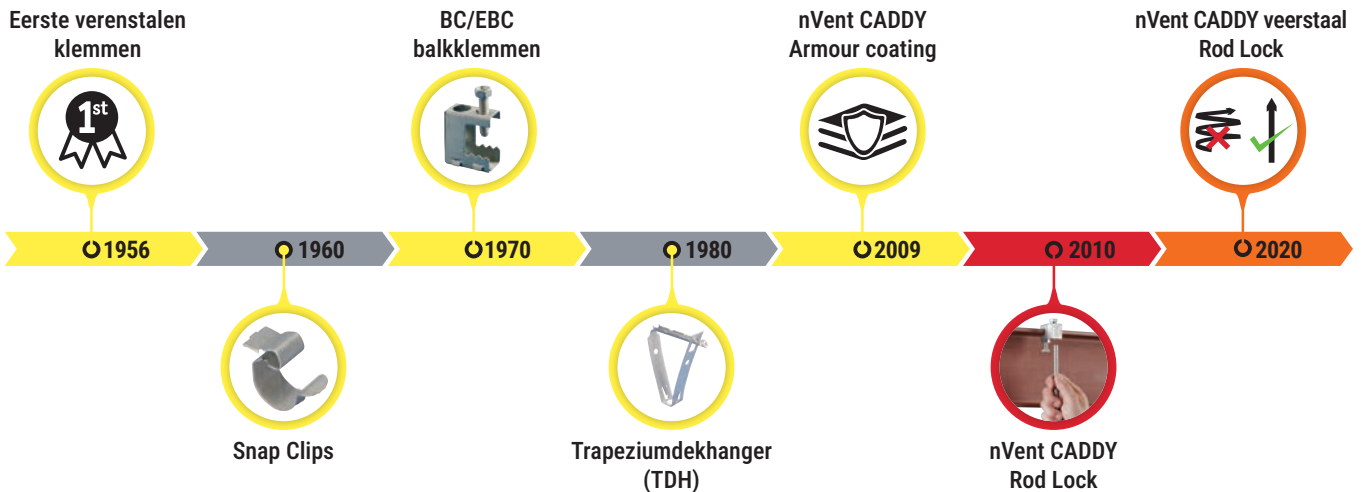 Eerste verenstalen
klemmen
BC/EBC
balkklemmen
nVent CADDY
Armour coating
nVent CADDY veerstaal
Rod Lock
1st
1956
1960
1970
1980
2009
2010
2020
Snap Clips
Trapeziumdekhanger
(TDH)
nVent CADDY
Rod Lock